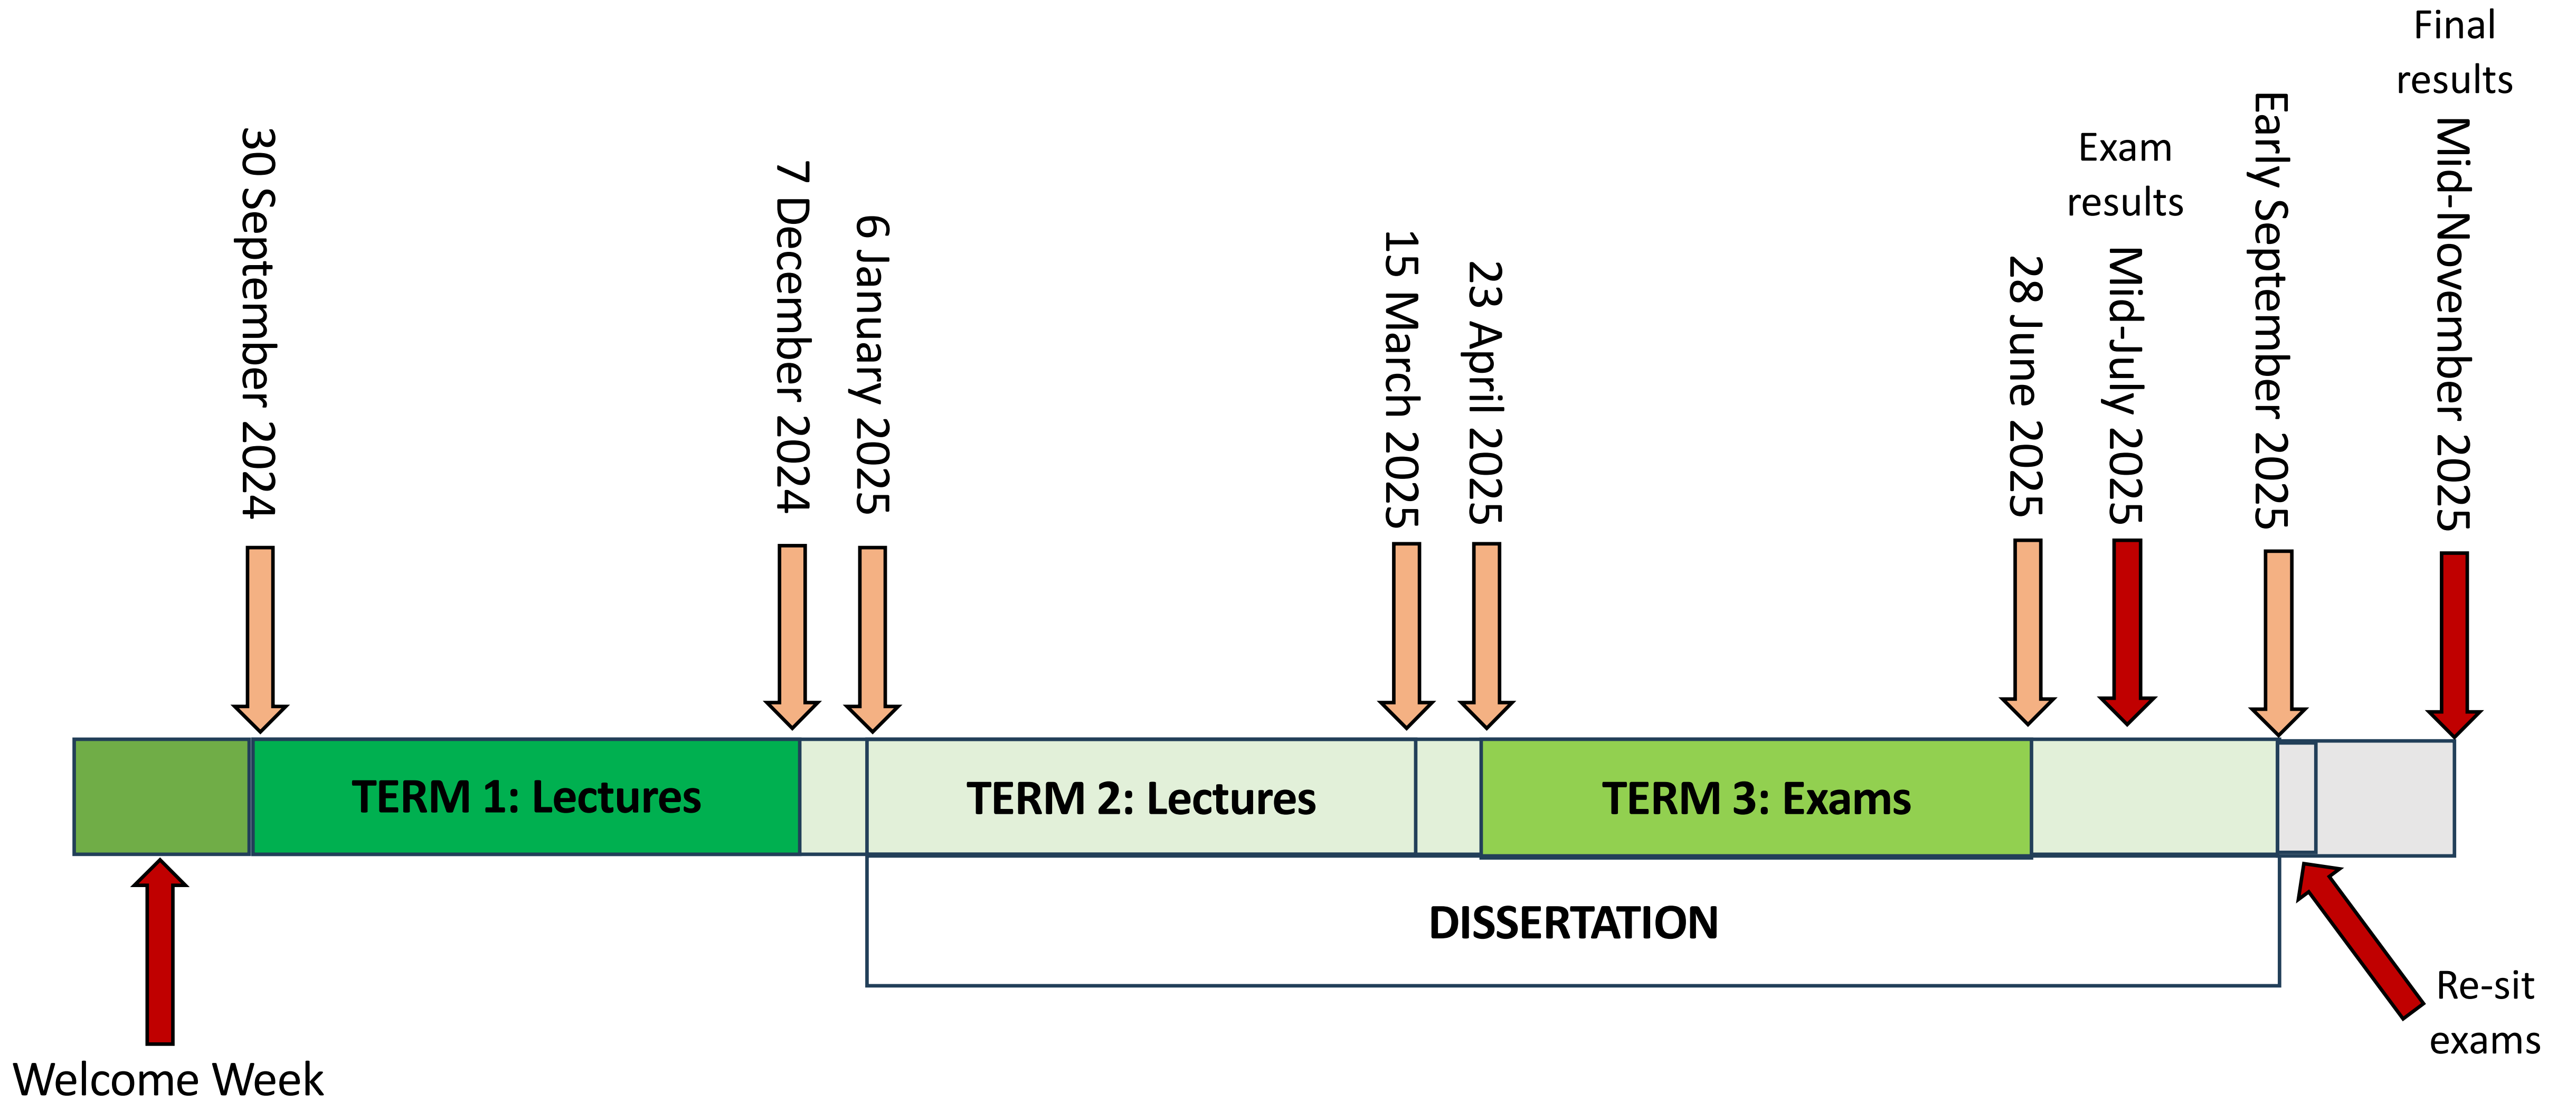 Final
results
Exam
results
30 September 2024
7 December 2024
6 January 2025
15 March 2025
23 April 2025
28 June 2025
Mid-July 2025
Early September 2025
Mid-November 2025
TERM 1: Lectures
TERM 2: Lectures
TERM 3: Exams
DISSERTATION
Welcome Week
Re-sit
exams